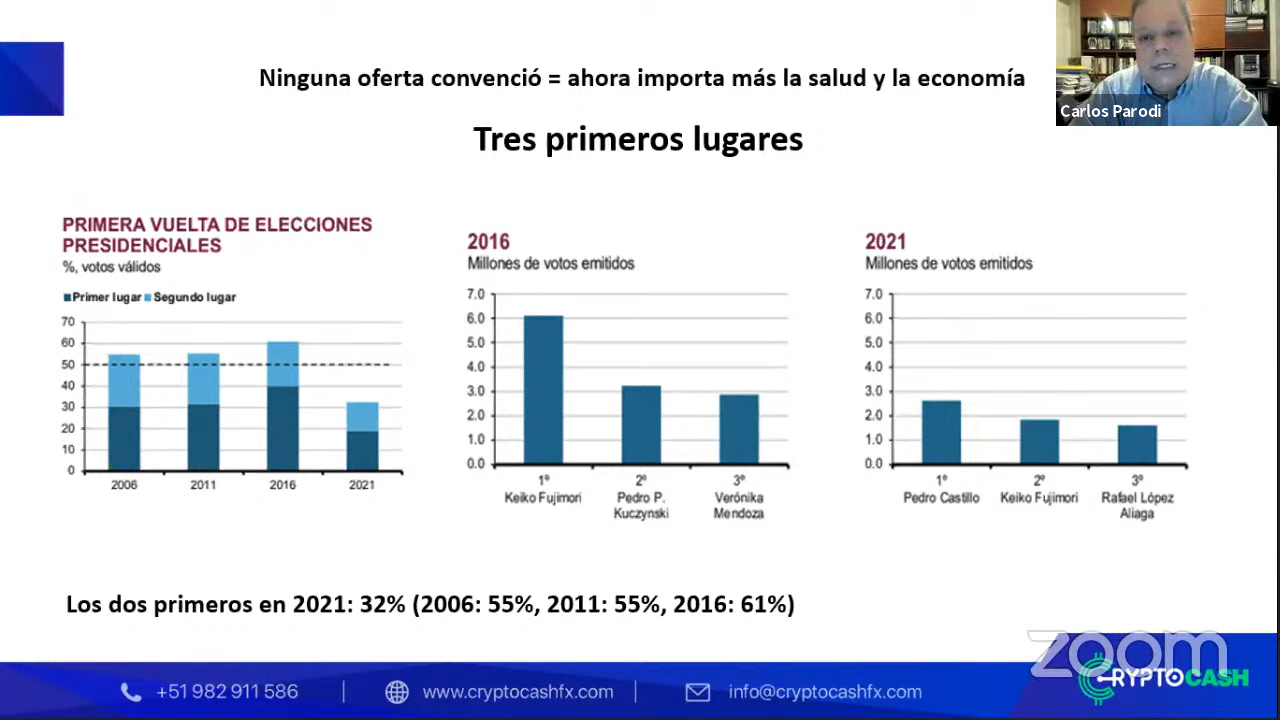 Ninguna oferta convenció = ahora importa más la salud y la economía
Carlos Parodi
Tres primeros lugares
PRIMERA VUELTA DE ELECCIONES
PRESIDENCIALES
%, votos válidos
Primer lugar Segundo lugar
70
60
50
40
30
20
10
0
2006 2011 2016 2021
2016
Millones de votos emitidos
7.0
6.0
5.0
4.0
3.0
2.0
1.0
0.0
1º 2º 3º
Keiko Fujimori Pedro P. Verónika
Kuczynski Mendoza
2021
Millones de votos emitidos
7.0
6.0
5.0
4.0
3.0
2.0
1.0
0.0
1º 2º 3º
Pedro Castillo Keiko Fujimori Rafael López
Aliaga
Los dos primeros en 2021: 32% (2006: 55%, 2011: 55%, 2016: 61%)
zoom
+51 982 911 586 www.cryptocashfx.com info@cryptocashfx.com
CRYPTOCASH